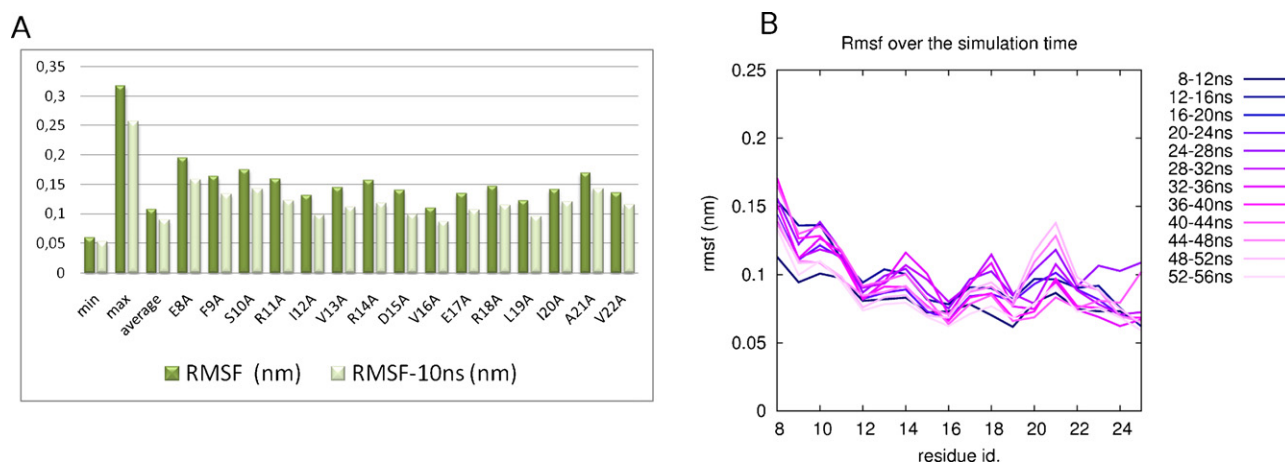 A
0,35
0,3
0,25
0,2
0,15
0,1
0,05
0
min
max
average
E8A
F9A
S10A
R11A
I12A
V13A
R14A
D15A
V16A
E17A
R18A
L19A
I20A
A21A
V22A
RMSF (nm)
RMSF-10ns (nm)
B
Rmsf over the simulation time
rmsf (nm)
0.25
0.2
0.15
0.1
0.05
0
8 10 12 14 16 18 20 22 24
residue id.
8-12ns
12-16ns
16-20ns
20-24ns
24-28ns
28-32ns
32-36ns
36-40ns
40-44ns
44-48ns
48-52ns
52-56ns